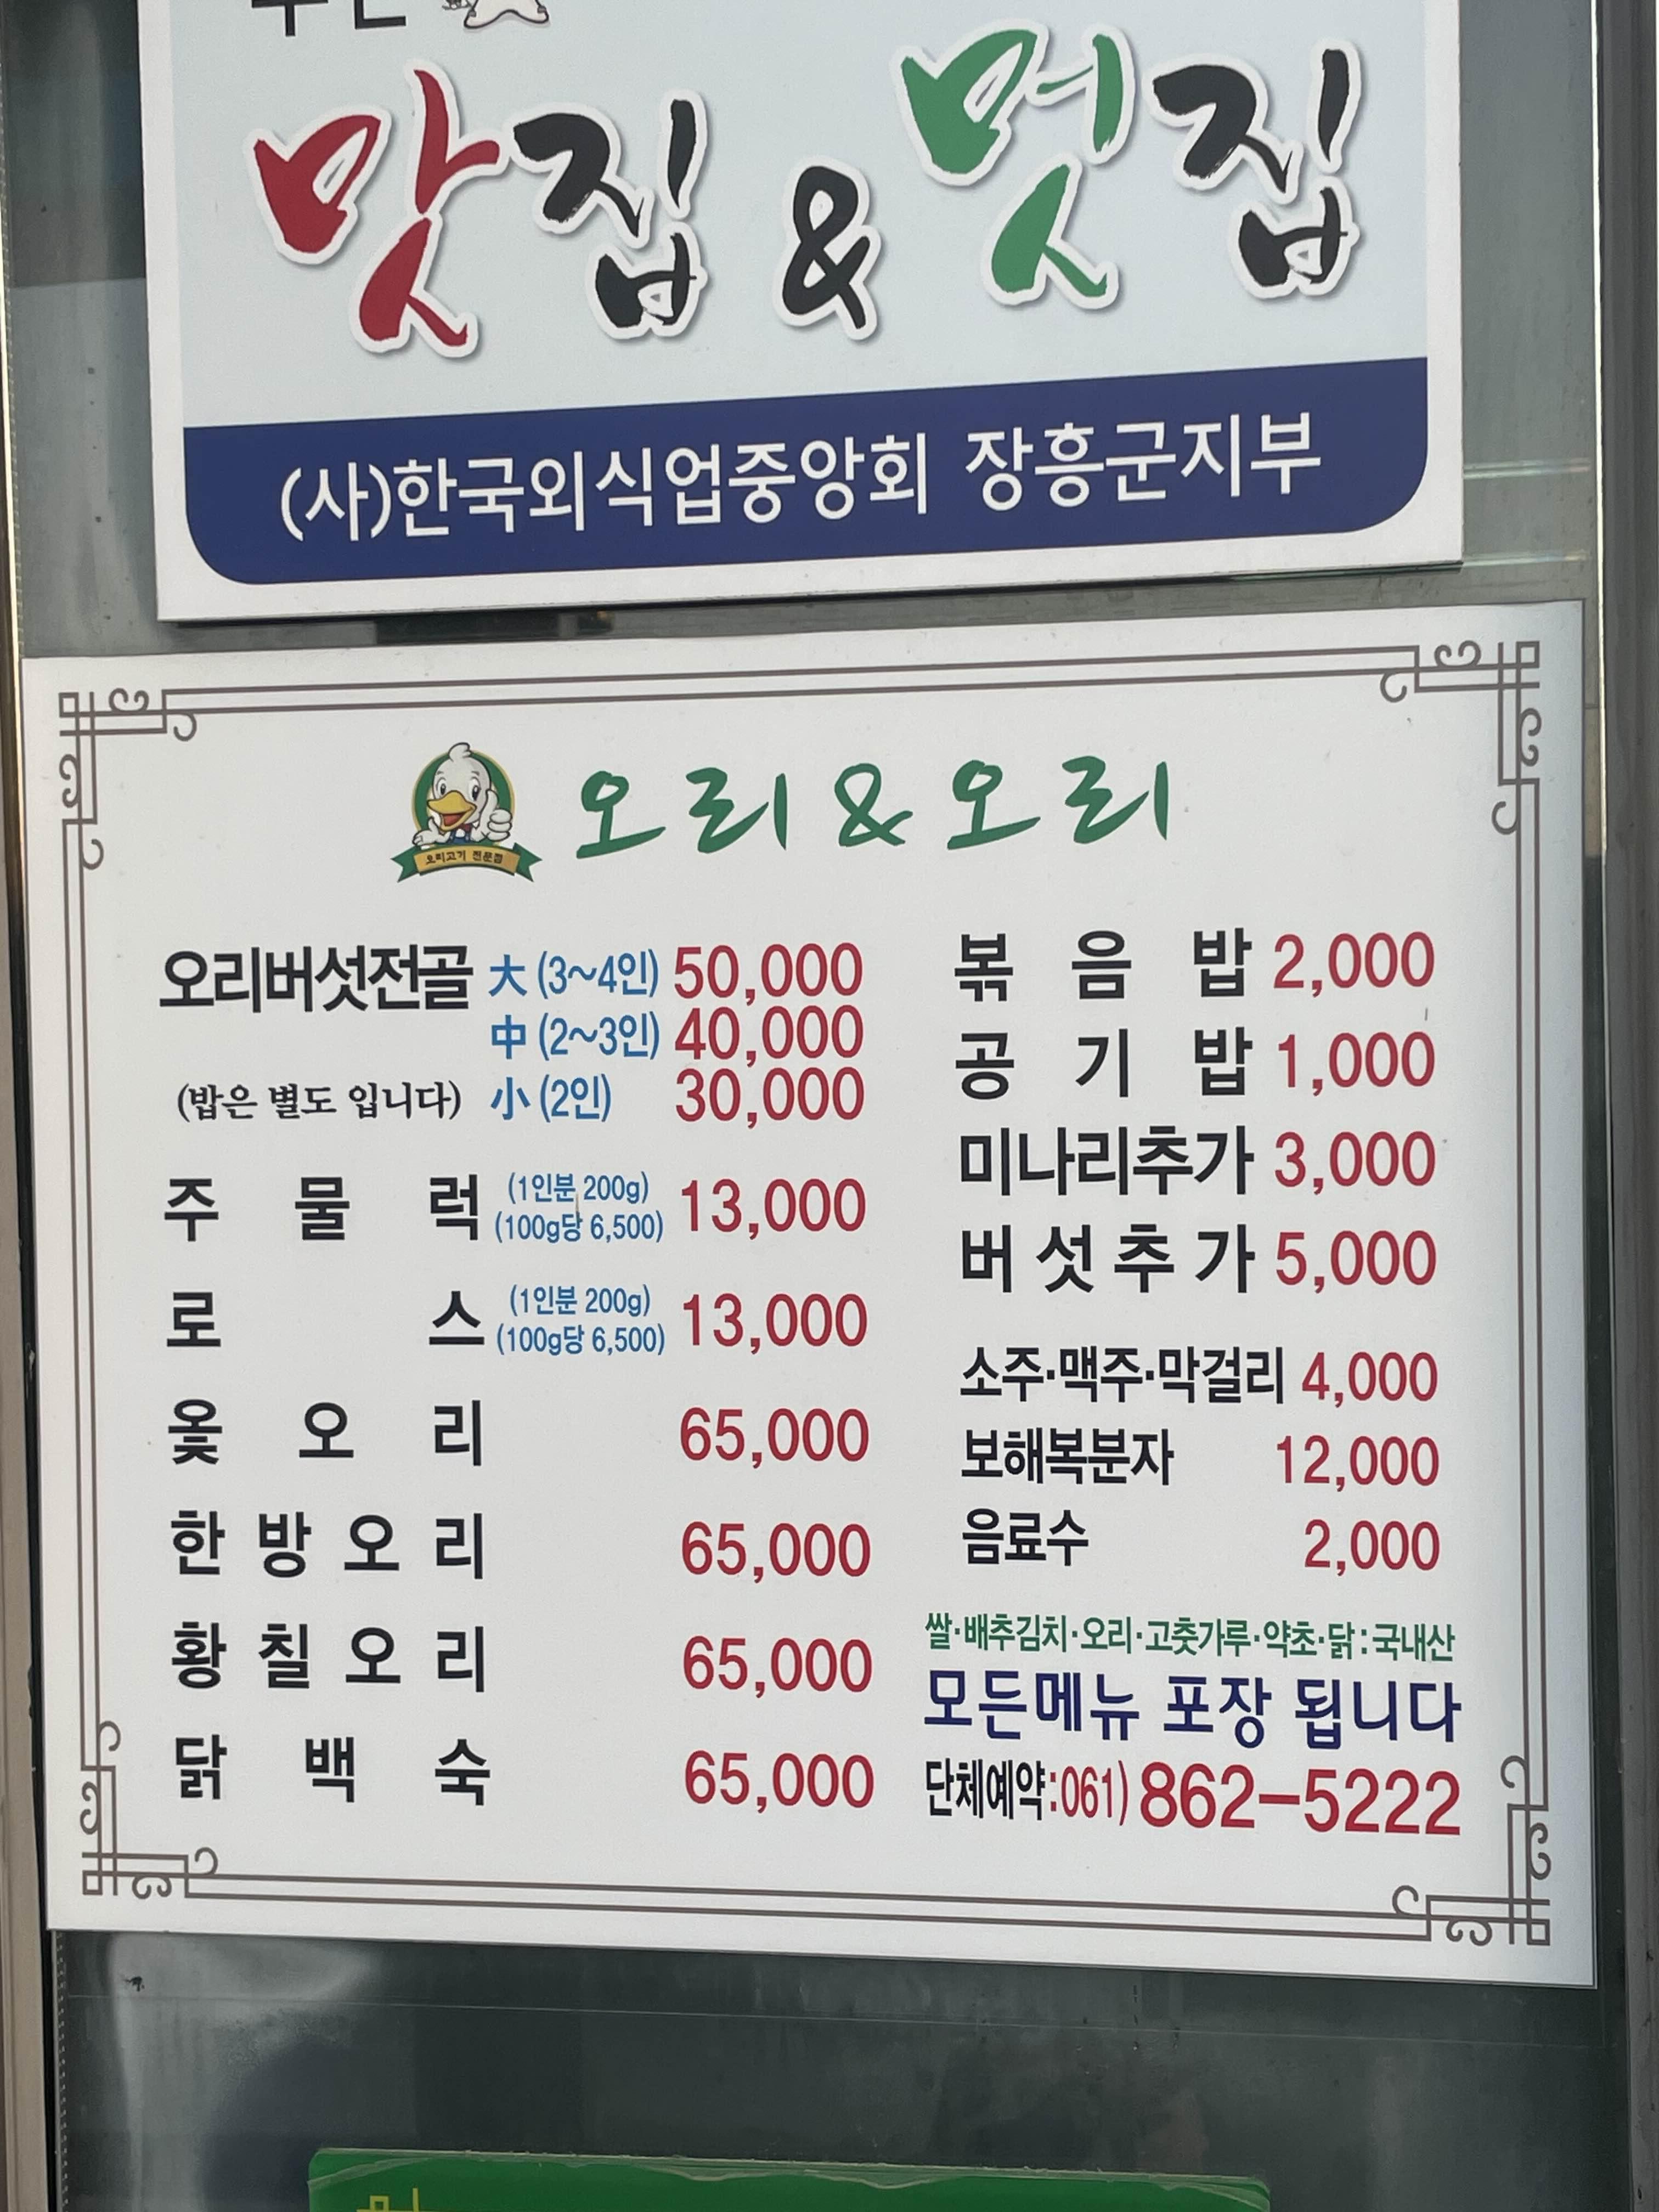 맛집 & 멋집
(사)한국외식업중앙회 장흥군지부
오리고기 전문점
오리&오리
오리버섯전골 大 (3~4인) 50,000
中 (2~3인) 40,000
(밥은 별도 입니다) 小 (2인) 30,000
주물럭 (1인분 200g) (100g당 6,500) 13,000
로스 (1인분 200g) (100g당 6,500) 13,000
옻오리 65,000
한방오리 65,000
황칠오리 65,000
닭백숙 65,000
볶음밥 2,000
공기밥 1,000
미나리추가 3,000
버섯추가 5,000
소주·맥주·막걸리 4,000
보해복분자 12,000
음료수 2,000
쌀·배추김치·오리·고춧가루·약초·닭:국내산
모든메뉴 포장 됩니다
단체예약:061) 862-5222